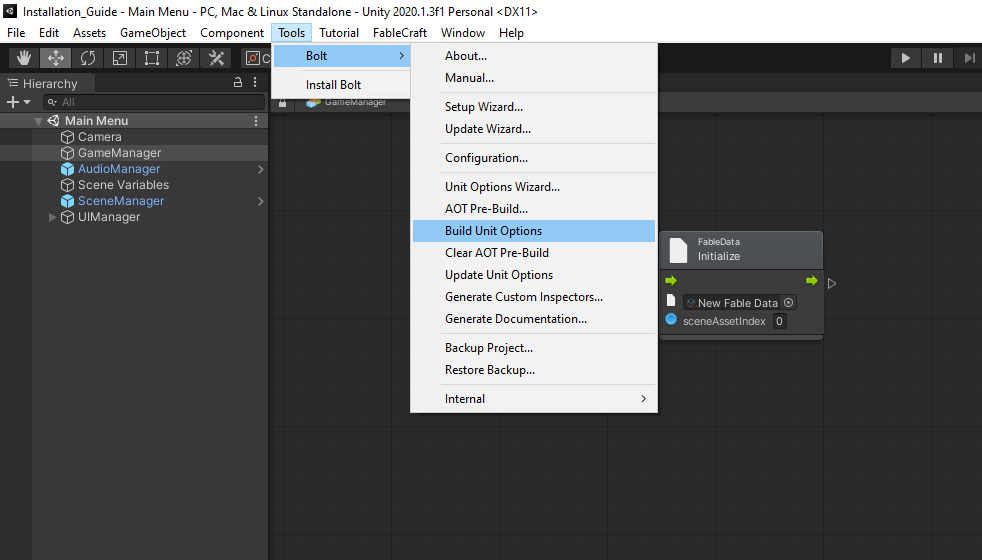 Installation_Guide - Main Menu - PC, Mac & Linux Standalone - Unity 2020.1.3f1 Personal <DX11>
File Edit Assets GameObject Component Tools Tutorial FableCraft Window Help
Hierarchy
All
Main Menu
Camera
GameManager
AudioManager
Scene Variables
SceneManager
UIManager
C
Bolt
Install Bolt
GameManager
About...
Manual...
Setup Wizard...
Update Wizard...
Configuration...
Unit Options Wizard...
AOT Pre-Build...
Build Unit Options
Clear AOT Pre-Build
Update Unit Options
Generate Custom Inspectors...
Generate Documentation...
Backup Project...
Restore Backup...
Internal
FableData
Initialize
New Fable Data
sceneAssetIndex 0